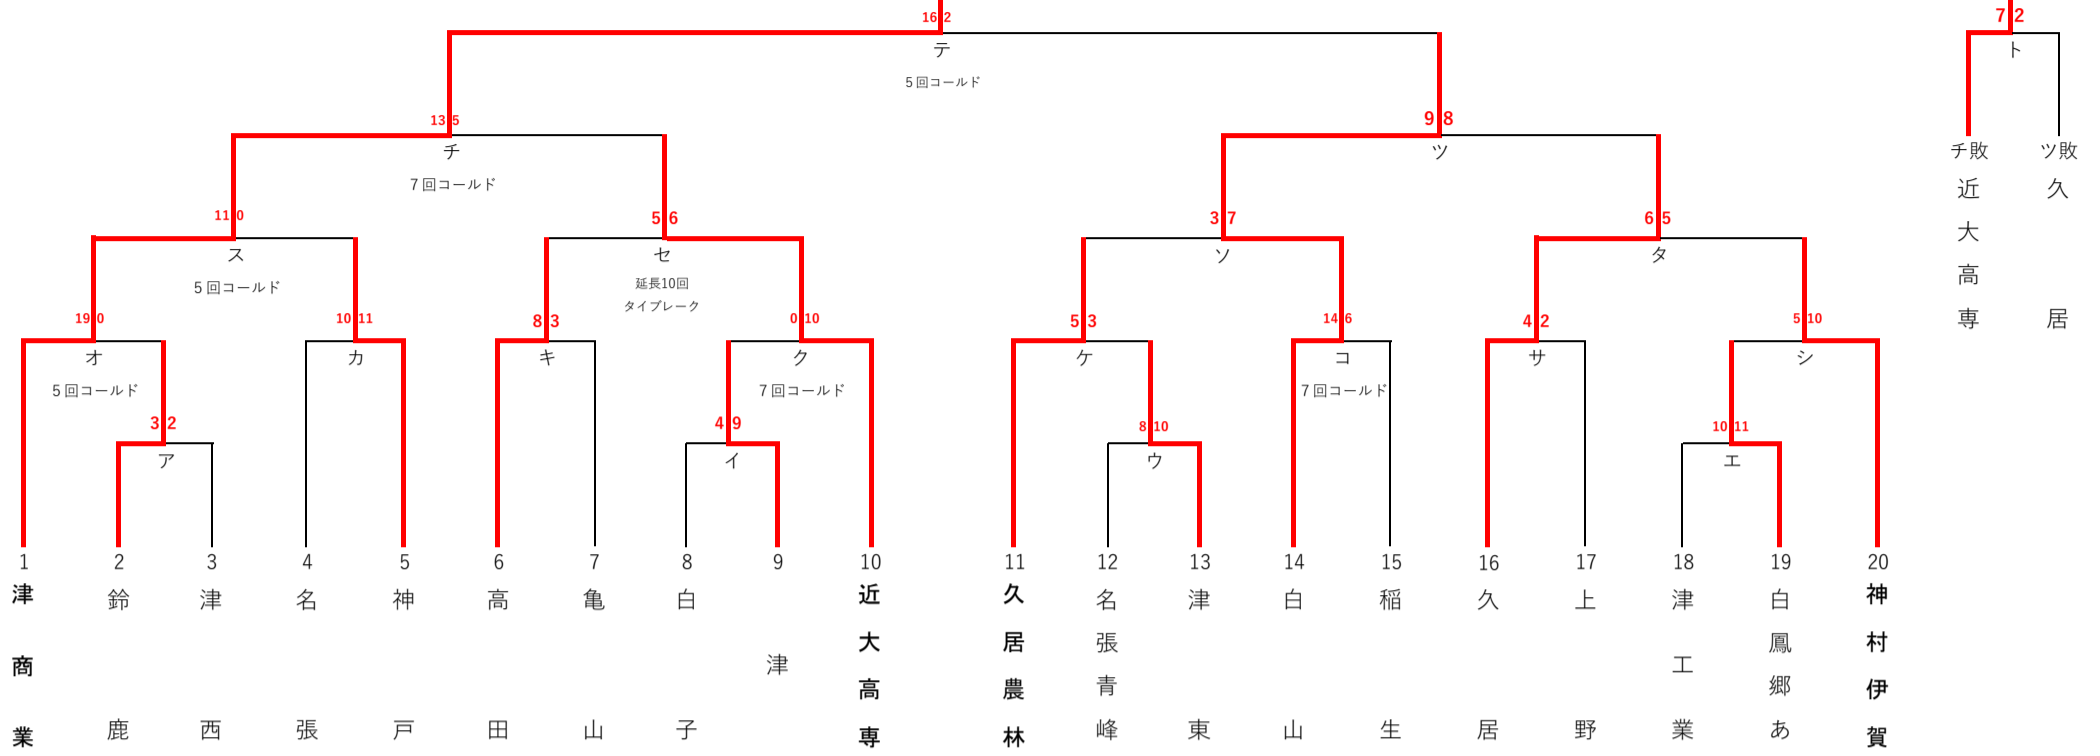 16 2
7 2
テ
ト
5回コールド
13 5
9 8
チ
ツ
チ敗
ツ敗
7回コールド
近大高専
久居
11 0
5 6
3 7
6 5
ス
セ
ソ
タ
5回コールド
延長10回
タイブレーク
19 0
10 11
8 3
0 10
5 3
14 6
4 2
5 10
オ
カ
キ
ク
ケ
コ
サ
シ
5回コールド
7回コールド
7回コールド
3 2
4 9
8 10
10 11
ア
イ
ウ
エ
1 2 3 4 5 6 7 8 9 10 11 12 13 14 15 16 17 18 19 20
津商業
鈴鹿
津西
名張
神戸
高田
亀山
白子
津
近大高専
久居農林
名張青峰
津東
白山
稲生
久居
上野
津工業
白鳳郷あ
神村伊賀